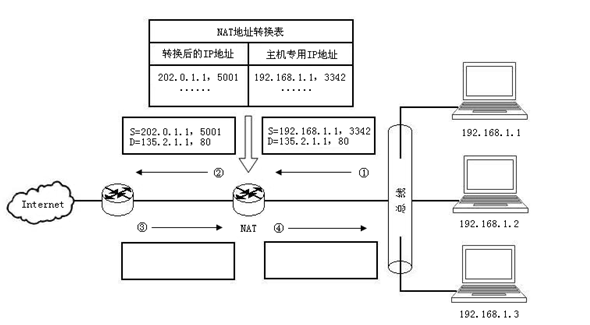 NAT地址转换表
转换后的IP地址 主机专用IP地址
202.0.1.1, 5001 192.168.1.1, 3342
...... ......
S=202.0.1.1, 5001
D=135.2.1.1, 80
S=192.168.1.1, 3342
D=135.2.1.1, 80
192.168.1.1
② ①
Internet
总线
192.168.1.2
③ NAT ④
192.168.1.3